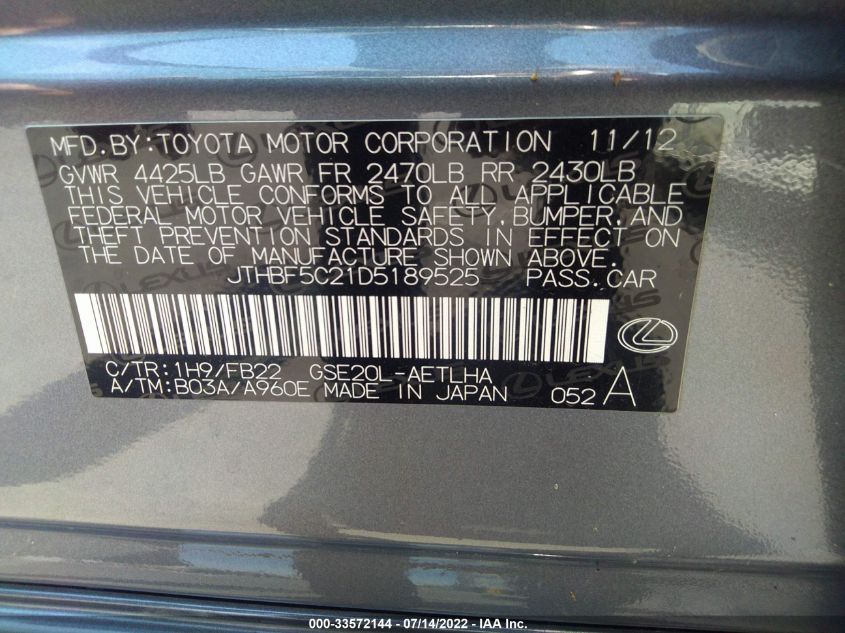 MFD.BY:TOYOTA MOTOR CORPORATION 11/12
GVWR 4425LB GAWR FR 2470LB RR 2430LB
THIS VEHICLE CONFORMS TO ALL APPLICABLE
FEDERAL MOTOR VEHICLE SAFETY,BUMPER,AND
THEFT PREVENTION STANDARDS IN EFFECT ON
THE DATE OF MANUFACTURE SHOWN ABOVE.
JTHBF5C21D5189525 PASS.CAR
C/TR:1H9/FB22 GSE20L-AETLHA
A/TM:B03A/A960E MADE IN JAPAN 052 A
000-33572144 - 07/14/2022 - IAA Inc.